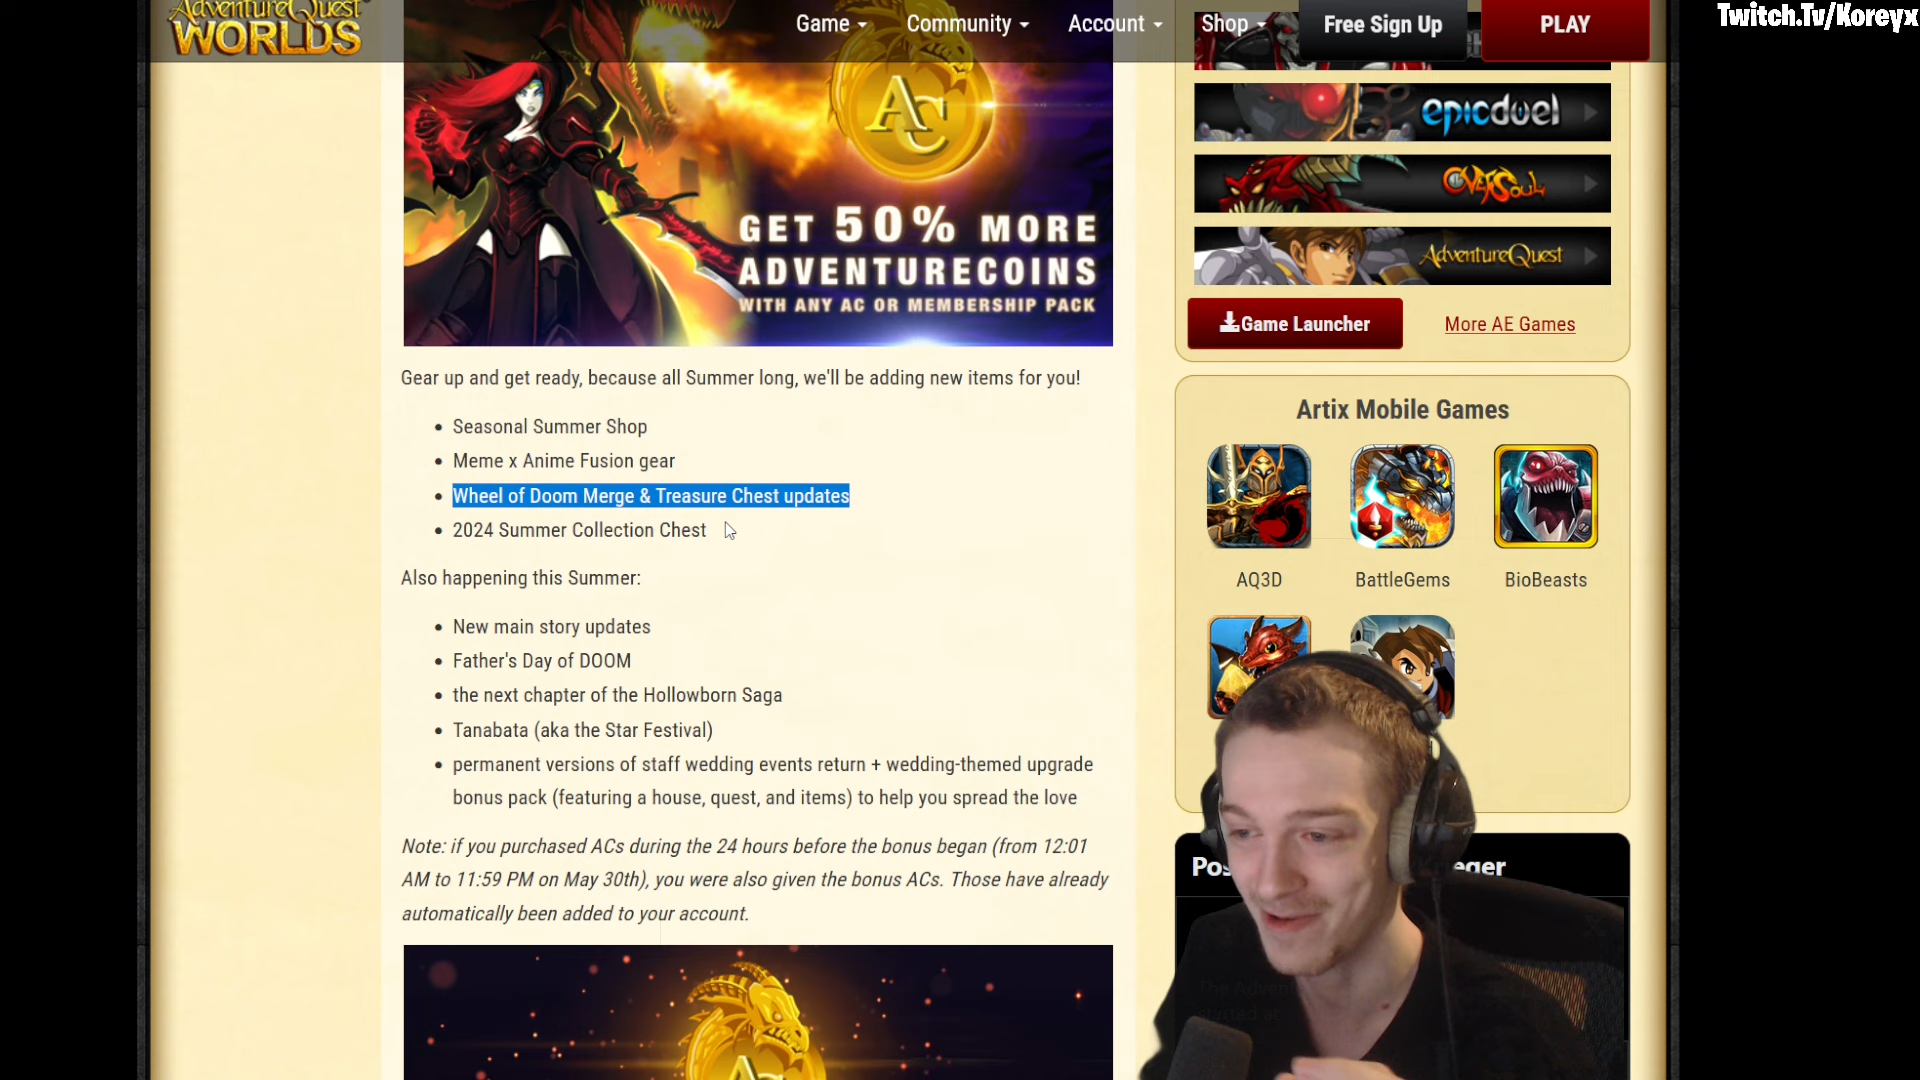 AdventureQuest
WORLDS
Game
Community
Account
Shop
Free Sign Up
PLAY
Twitch.Tv/Koreyx
AC
GET 50% MORE
ADVENTURECOINS
WITH ANY AC OR MEMBERSHIP PACK
Gear up and get ready, because all Summer long, we'll be adding new items for you!
• Seasonal Summer Shop
• Meme x Anime Fusion gear
• Wheel of Doom Merge & Treasure Chest updates
• 2024 Summer Collection Chest
Also happening this Summer:
• New main story updates
• Father's Day of DOOM
• the next chapter of the Hollowborn Saga
• Tanabata (aka the Star Festival)
• permanent versions of staff wedding events return + wedding-themed upgrade
bonus pack (featuring a house, quest, and items) to help you spread the love
Note: if you purchased ACs during the 24 hours before the bonus began (from 12:01
AM to 11:59 PM on May 30th), you were also given the bonus ACs. Those have already
automatically been added to your account.
epicduel
OverSoul
AdventureQuest
Game Launcher
More AE Games
Artix Mobile Games
AQ3D
BattleGems
BioBeasts